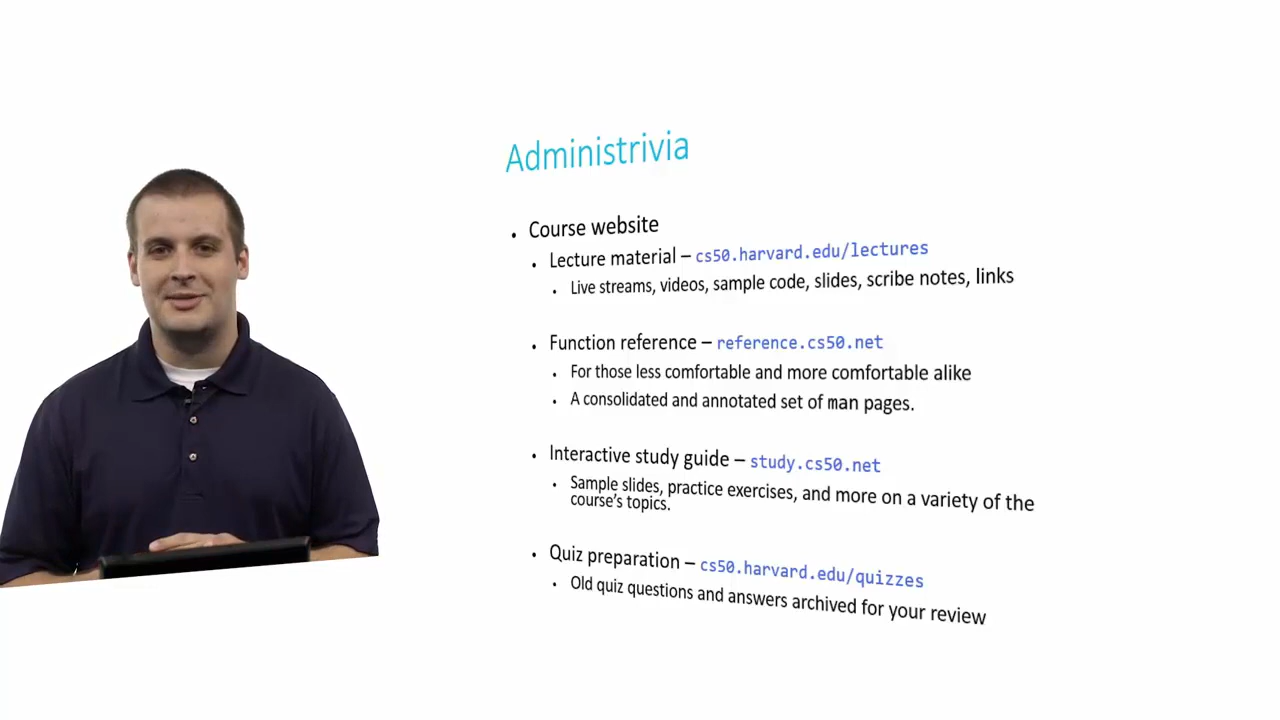 Administrivia
• Course website
• Lecture material – cs50.harvard.edu/lectures
• Live streams, videos, sample code, slides, scribe notes, links
• Function reference – reference.cs50.net
• For those less comfortable and more comfortable alike
• A consolidated and annotated set of man pages.
• Interactive study guide – study.cs50.net
• Sample slides, practice exercises, and more on a variety of the
course's topics.
• Quiz preparation – cs50.harvard.edu/quizzes
• Old quiz questions and answers archived for your review